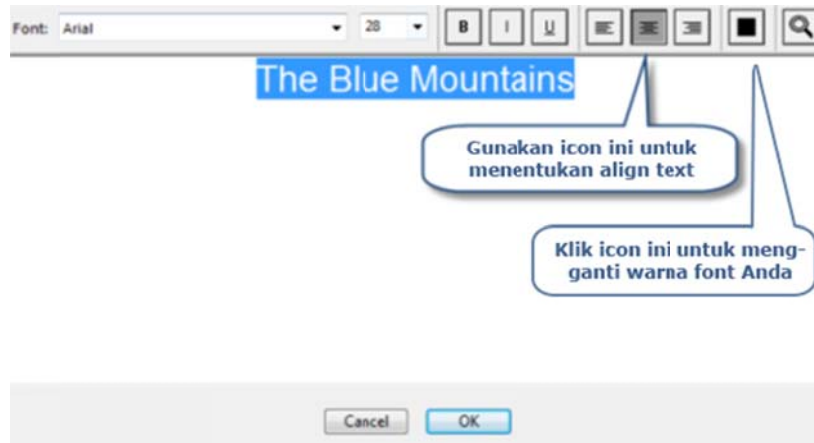 Font: Arial 28 B I U
The Blue Mountains
Gunakan icon ini untuk
menentukan align text
Klik icon ini untuk meng-
ganti warna font Anda
Cancel OK